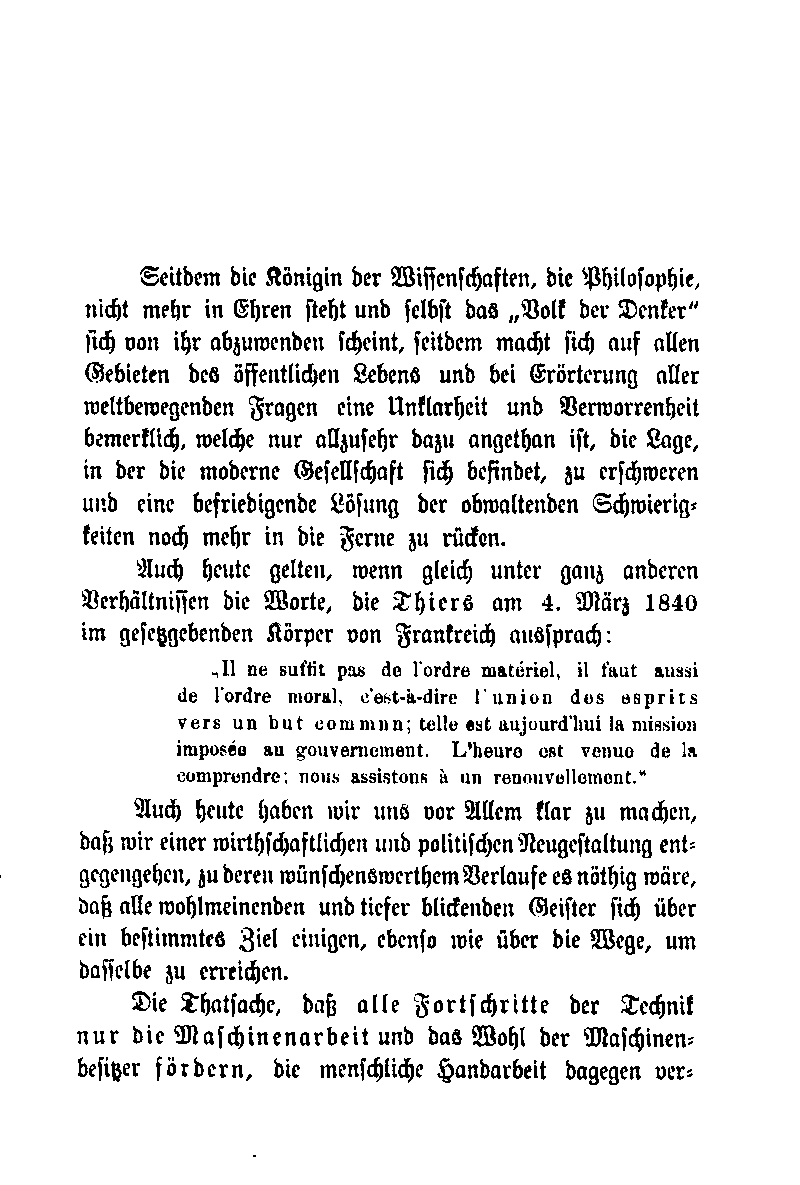 Seitdem die Königin der Wissenschaften, die Philosophie,
nicht mehr in Ehren steht und selbst das „Volk der Denker“
sich von ihr abzuwenden scheint, seitdem macht sich auf allen
Gebieten des öffentlichen Lebens und bei Erörterung aller
weltbewegenden Fragen eine Unklarheit und Verworrenheit
bemerklich, welche nur allzusehr dazu angethan ist, die Lage,
in der die moderne Gesellschaft sich befindet, zu erschweren
und eine befriedigende Lösung der obwaltenden Schwierig-
keiten noch mehr in die Ferne zu rücken.
Auch heute gelten, wenn gleich unter ganz anderen
Verhältnissen die Worte, die Thiers am 4. März 1840
im gesetzgebenden Körper von Frankreich aussprach:
„Il ne suffit pas de l'ordre matériel, il faut aussi
de l'ordre moral, c'est-à-dire l'union des esprits
vers un but commun; telle est aujourd'hui la mission
imposée au gouvernement. L'heure est venue de la
comprendre; nous assistons à un renouvellement.“
Auch heute haben wir uns vor Allem klar zu machen,
daß wir einer wirthschaftlichen und politischen Neugestaltung ent-
gegengehen, zu deren wünschenswerthem Verlaufe es nöthig wäre,
daß alle wohlmeinenden und tiefer blickenden Geister sich über
ein bestimmtes Ziel einigen, ebenso wie über die Wege, um
dasselbe zu erreichen.
Die Thatsache, daß alle Fortschritte der Technik
nur die Maschinenarbeit und das Wohl der Maschinen-
besitzer fördern, die menschliche Handarbeit dagegen ver-